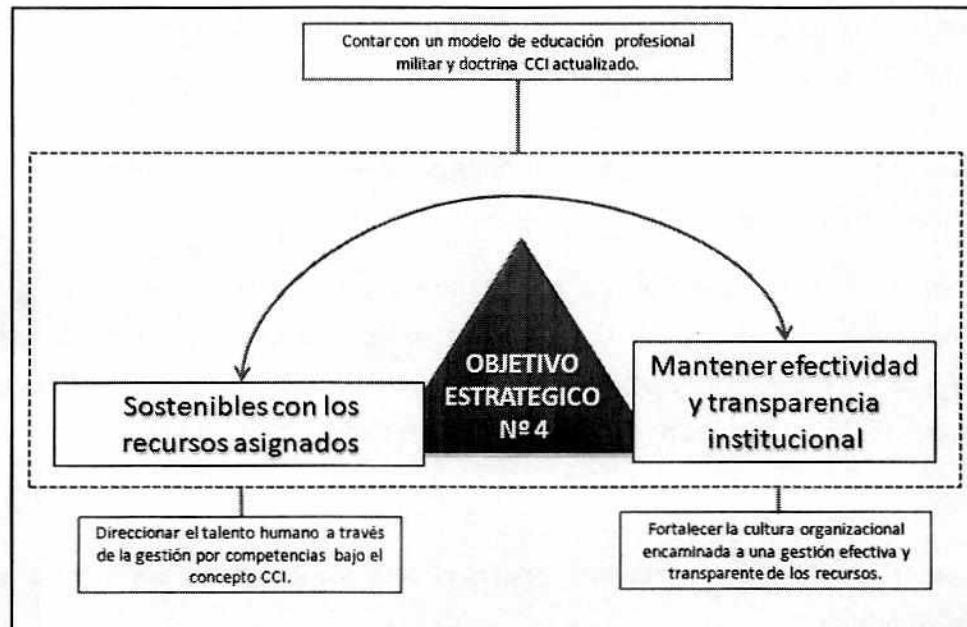 Contar con un modelo de educación profesional
militar y doctrina CCI actualizado.
OBJETIVO
ESTRATEGICO
Nº 4
Mantener efectividad
y transparencia
institucional
Sostenibles con los
recursos asignados
Direccionar el talento humano a través
de la gestión por competencias bajo el
concepto CCI.
Fortalecer la cultura organizacional
encaminada a una gestión efectiva y
transparente de los recursos.